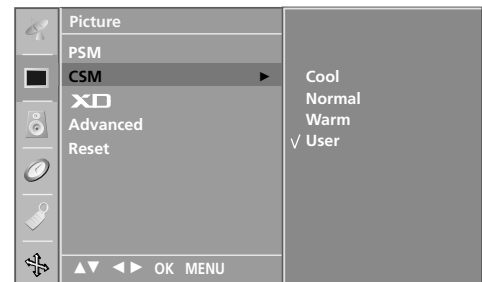 Picture
PSM
CSM ►
XD
Advanced
Reset
▲▼ ◄► OK MENU
Cool
Normal
Warm
√ User